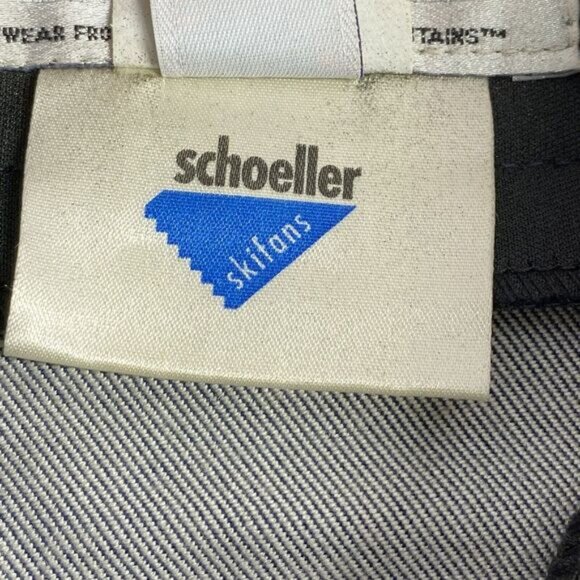 WEAR FRO TAINS™
schoeller
skifans